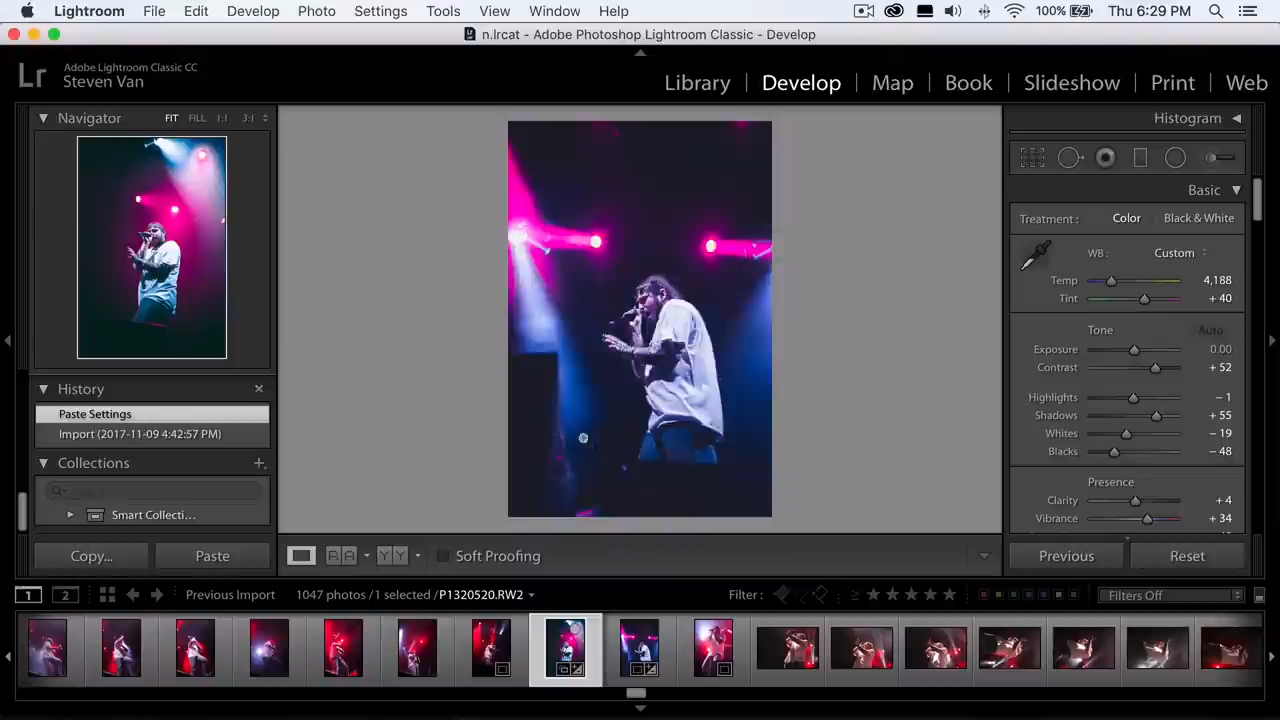 Lightroom File Edit Develop Photo Settings Tools View Window Help 100% Thu 6:29 PM
n.lrcat - Adobe Photoshop Lightroom Classic - Develop
Lr Adobe Lightroom Classic CC
Steven Van
Library | Develop | Map | Book | Slideshow | Print | Web
Navigator FIT FILL 1:1 3:1
Histogram
Basic
Treatment : Color Black & White
WB : Custom
Temp 4,188
Tint + 40
Tone Auto
Exposure 0.00
Contrast + 52
Highlights − 1
Shadows + 55
Whites − 19
Blacks − 48
Presence
Clarity + 4
Vibrance + 34
History
Paste Settings
Import (2017-11-09 4:42:57 PM)
Collections
Smart Collecti...
Copy... Paste
R A Y Y Soft Proofing
Previous Reset
1 2 Previous Import 1047 photos / 1 selected / P1320520.RW2 Filter : Filters Off